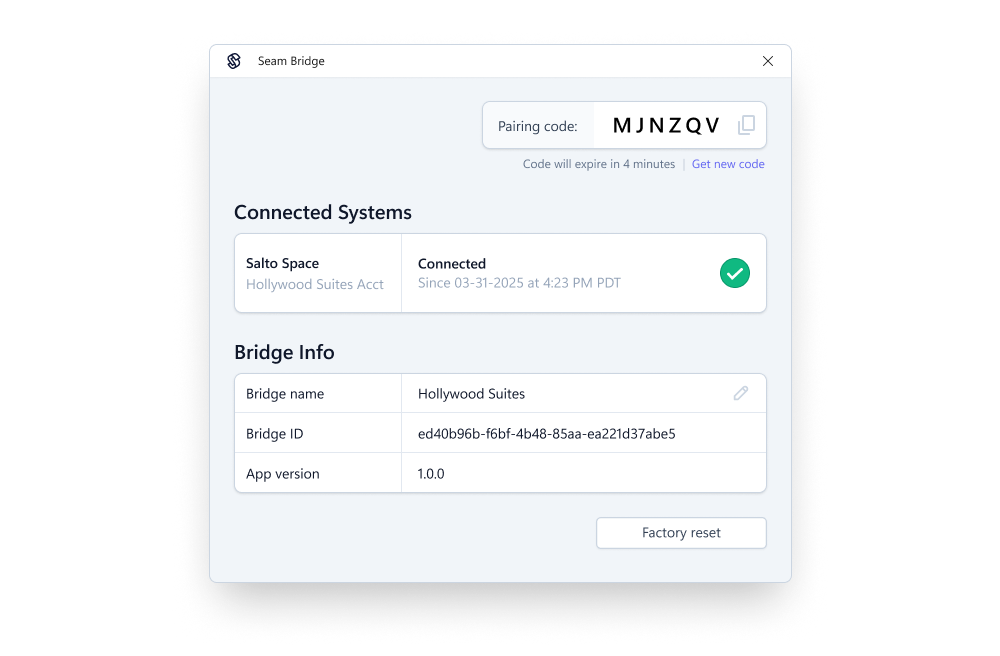 Seam Bridge
Pairing code: MJNZQV
Code will expire in 4 minutes | Get new code
Connected Systems
Salto Space
Hollywood Suites Acct
Connected
Since 03-31-2025 at 4:23 PM PDT
Bridge Info
Bridge name Hollywood Suites
Bridge ID ed40b96b-f6bf-4b48-85aa-ea221d37abe5
App version 1.0.0
Factory reset